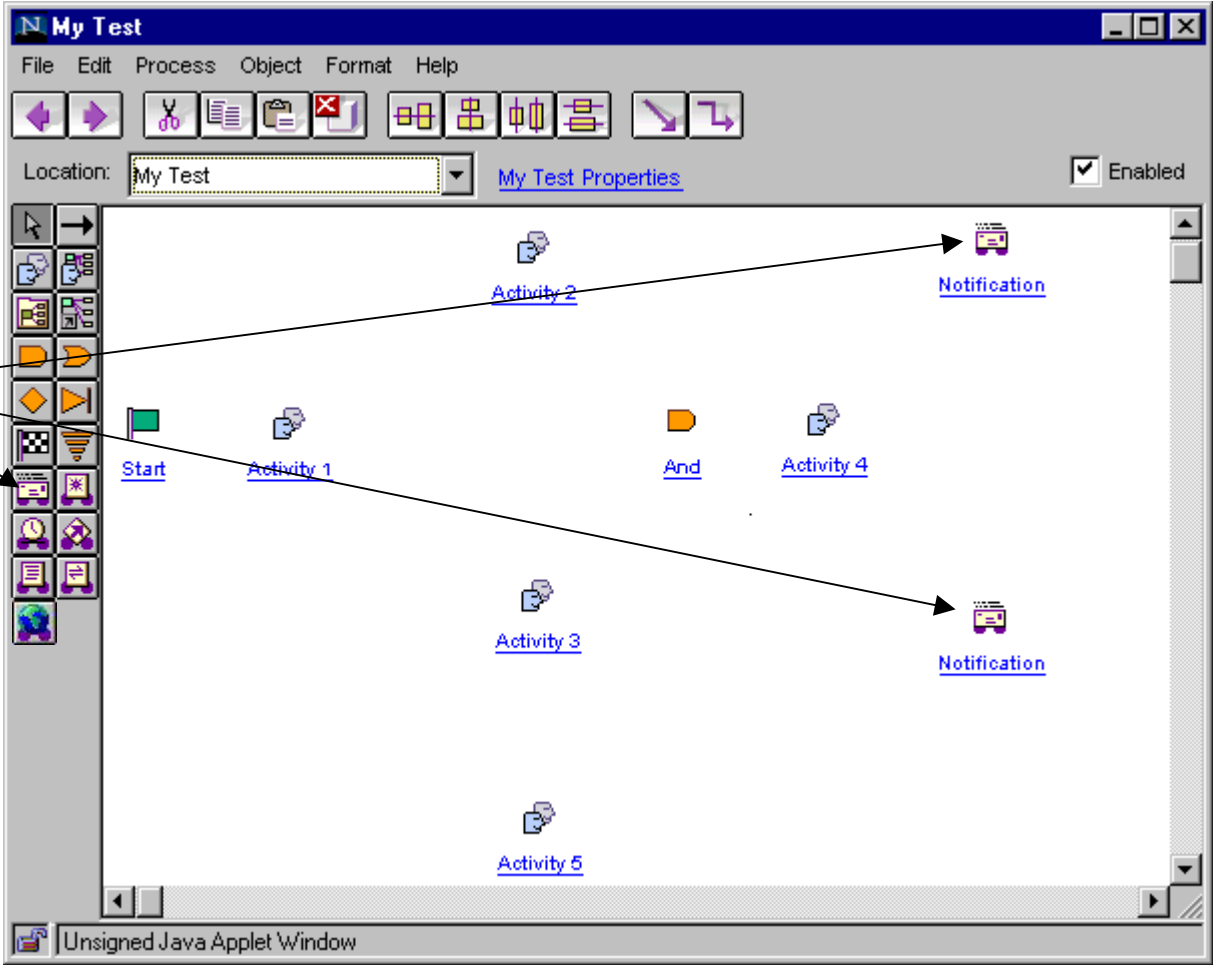 N My Test
File Edit Process Object Format Help
Location: My Test My Test Properties Enabled
Activity 2
Notification
Start
Activity 1
And
Activity 4
Activity 3
Notification
Activity 5
Unsigned Java Applet Window